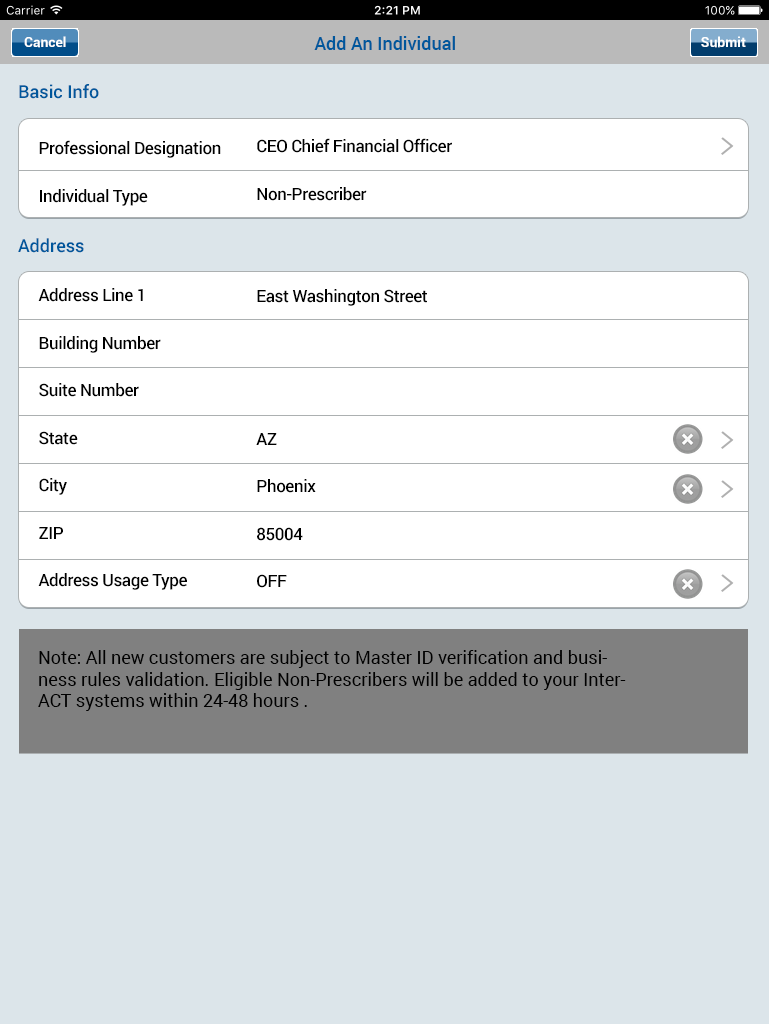 Carrier 2:21 PM 100%
Cancel Add An Individual Submit
Basic Info
Professional Designation CEO Chief Financial Officer
Individual Type Non-Prescriber
Address
Address Line 1 East Washington Street
Building Number
Suite Number
State AZ
City Phoenix
ZIP 85004
Address Usage Type OFF
Note: All new customers are subject to Master ID verification and busi-
ness rules validation. Eligible Non-Prescribers will be added to your Inter-
ACT systems within 24-48 hours .